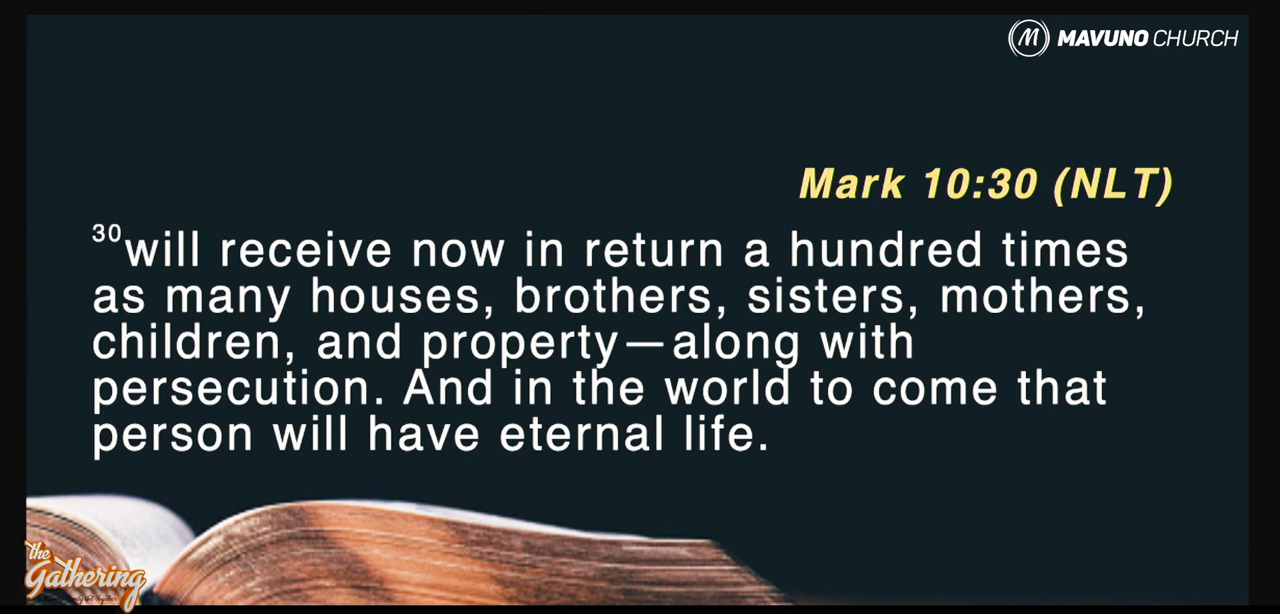 M MAVUNO CHURCH
Mark 10:30 (NLT)
30will receive now in return a hundred times
as many houses, brothers, sisters, mothers,
children, and property—along with
persecution. And in the world to come that
person will have eternal life.
the
Gathering